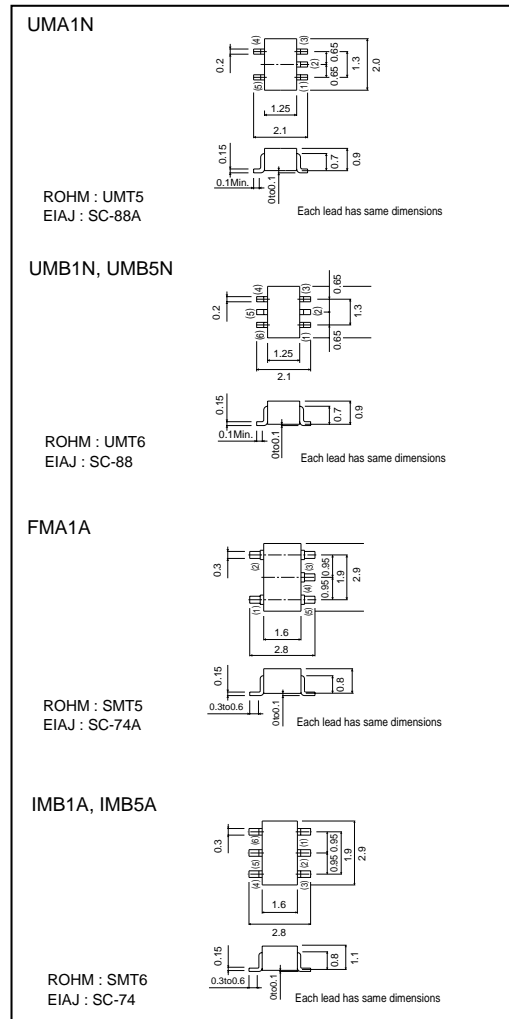 UMA1N
(4) (3)
0.2
(2)
0.65 0.65
1.3
2.0
(5) (1)
1.25
2.1
0.15
0.7
0.9
0.1Min.
0to0.1
Each lead has same dimensions
ROHM : UMT5
EIAJ : SC-88A
UMB1N, UMB5N
(4) (3)
0.65
0.2
(5) (2)
1.3
(6) (1)
0.65
1.25
2.1
0.15
0.7
0.9
0.1Min.
0to0.1
Each lead has same dimensions
ROHM : UMT6
EIAJ : SC-88
FMA1A
0.3
(2) (3)
(4)
0.95 0.95
1.9
2.9
(1) (5)
1.6
2.8
0.15
0.8
0.3to0.6
0to0.1
Each lead has same dimensions
ROHM : SMT5
EIAJ : SC-74A
IMB1A, IMB5A
0.3
(6) (1)
(5) (2)
0.95 0.95
1.9
2.9
(4) (3)
1.6
2.8
0.15
0.8
1.1
0.3to0.6
0to0.1
Each lead has same dimensions
ROHM : SMT6
EIAJ : SC-74